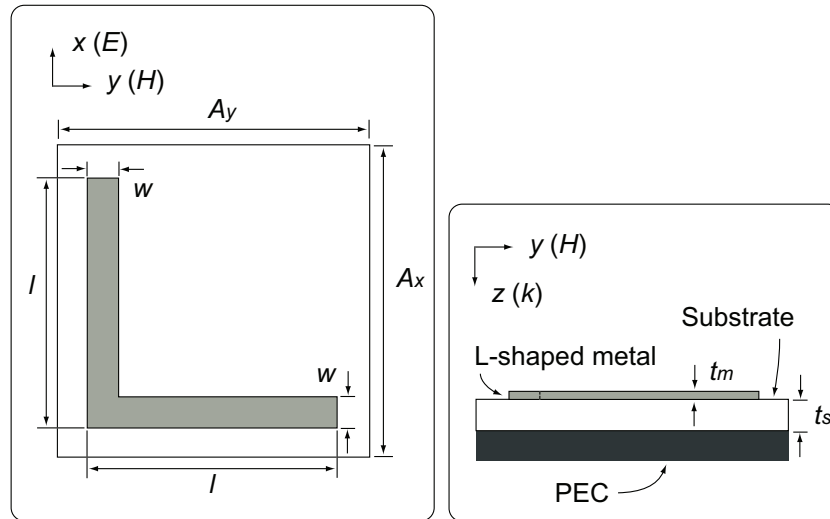 x (E)
y (H)
Ay
w
l
Ax
w
l
y (H)
z (k)
Substrate
L-shaped metal
tm
ts
PEC